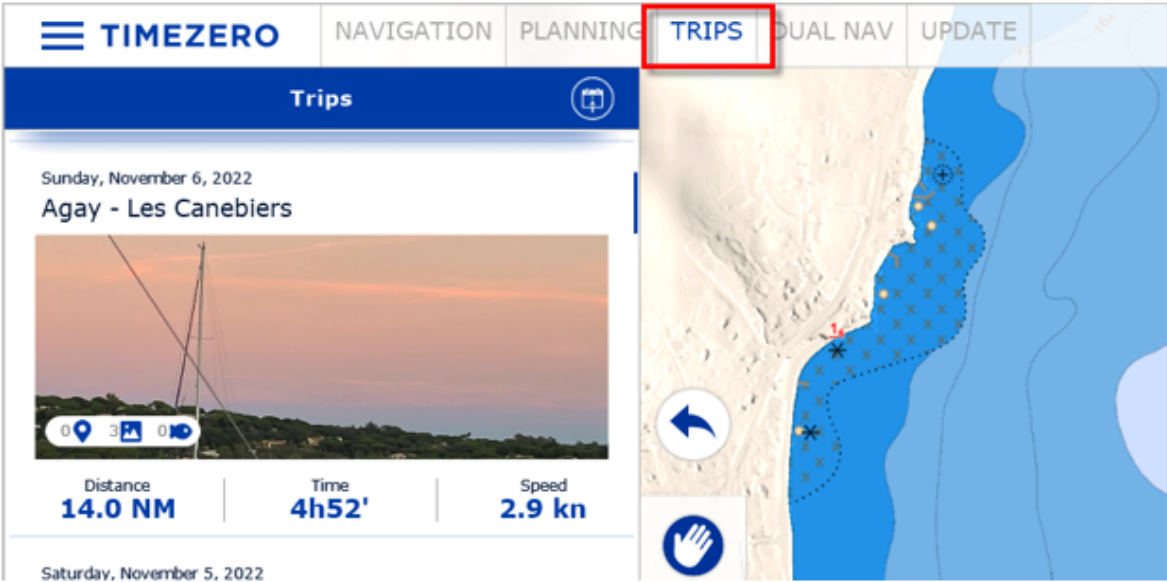 TIMEZERO NAVIGATION PLANNING TRIPS DUAL NAV UPDATE
Trips
Sunday, November 6, 2022
Agay - Les Canebiers
0 3 0
Distance Time Speed
14.0 NM 4h52' 2.9 kn
Saturday, November 5, 2022